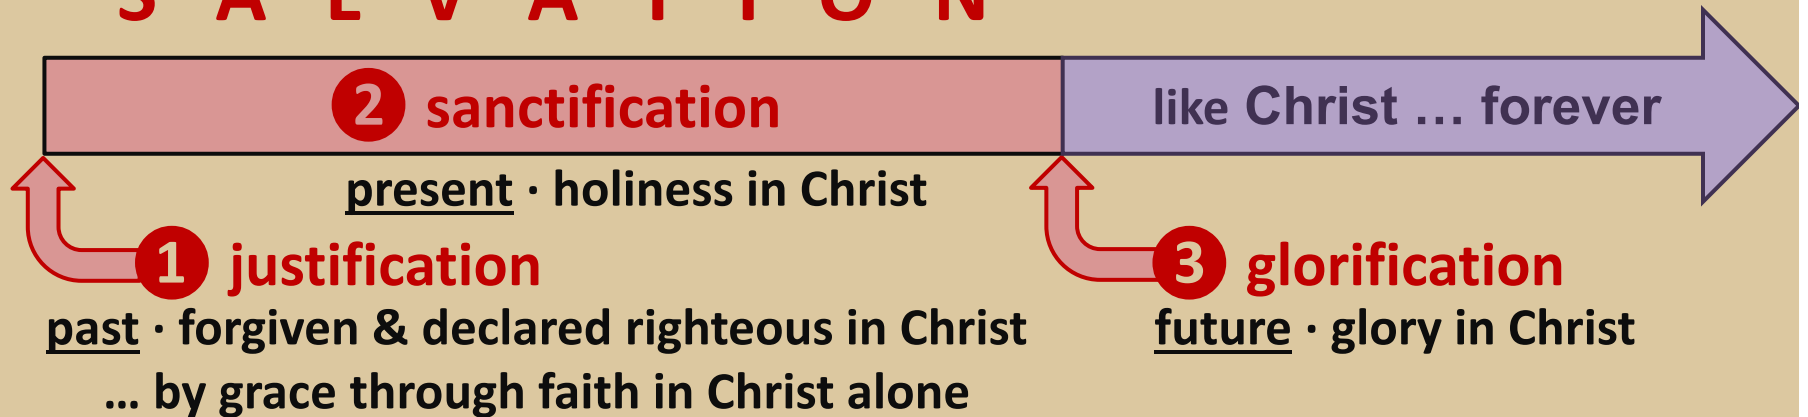 S A L V A T I O N
2 sanctification
like Christ … forever
present · holiness in Christ
1 justification
past · forgiven & declared righteous in Christ
… by grace through faith in Christ alone
3 glorification
future · glory in Christ